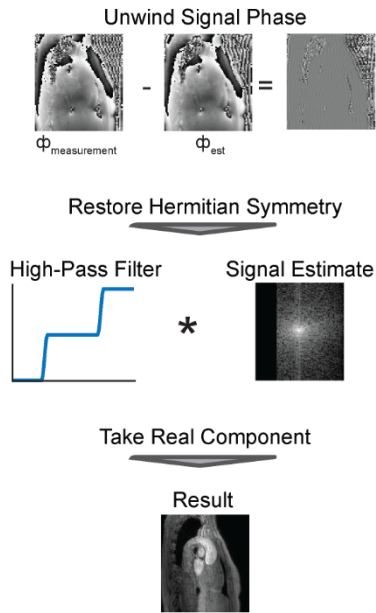 Unwind Signal Phase
- =
ϕmeasurement ϕest
Restore Hermitian Symmetry
High-Pass Filter Signal Estimate
*
Take Real Component
Result